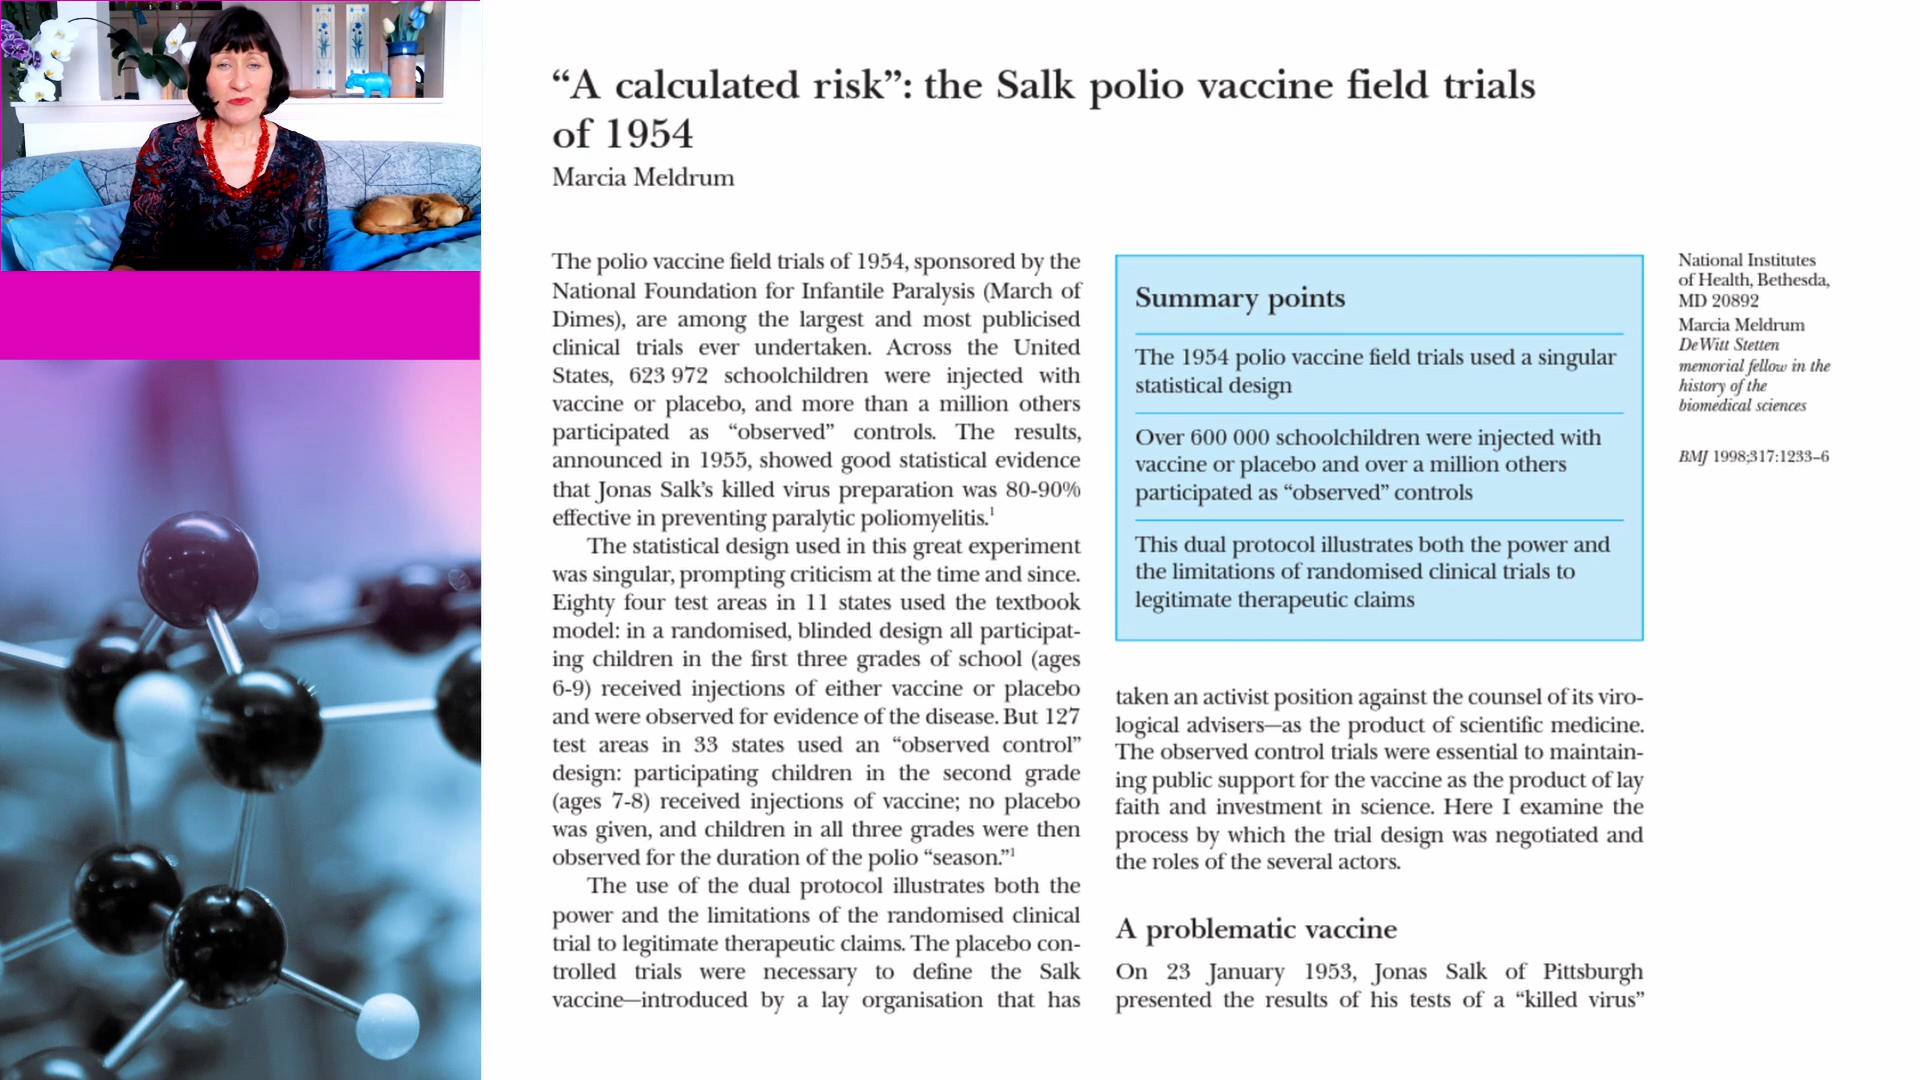 “A calculated risk”: the Salk polio vaccine field trials
of 1954
Marcia Meldrum
The polio vaccine field trials of 1954, sponsored by the
National Foundation for Infantile Paralysis (March of
Dimes), are among the largest and most publicised
clinical trials ever undertaken. Across the United
States, 623 972 schoolchildren were injected with
vaccine or placebo, and more than a million others
participated as “observed” controls. The results,
announced in 1955, showed good statistical evidence
that Jonas Salk’s killed virus preparation was 80-90%
effective in preventing paralytic poliomyelitis.¹
The statistical design used in this great experiment
was singular, prompting criticism at the time and since.
Eighty four test areas in 11 states used the textbook
model: in a randomised, blinded design all participat-
ing children in the first three grades of school (ages
6-9) received injections of either vaccine or placebo
and were observed for evidence of the disease. But 127
test areas in 33 states used an “observed control”
design: participating children in the second grade
(ages 7-8) received injections of vaccine; no placebo
was given, and children in all three grades were then
observed for the duration of the polio “season.”¹
The use of the dual protocol illustrates both the
power and the limitations of the randomised clinical
trial to legitimate therapeutic claims. The placebo con-
trolled trials were necessary to define the Salk
vaccine—introduced by a lay organisation that has
Summary points
The 1954 polio vaccine field trials used a singular
statistical design
Over 600 000 schoolchildren were injected with
vaccine or placebo and over a million others
participated as “observed” controls
This dual protocol illustrates both the power and
the limitations of randomised clinical trials to
legitimate therapeutic claims
taken an activist position against the counsel of its viro-
logical advisers—as the product of scientific medicine.
The observed control trials were essential to maintain-
ing public support for the vaccine as the product of lay
faith and investment in science. Here I examine the
process by which the trial design was negotiated and
the roles of the several actors.
A problematic vaccine
On 23 January 1953, Jonas Salk of Pittsburgh
presented the results of his tests of a “killed virus”
National Institutes
of Health, Bethesda,
MD 20892
Marcia Meldrum
DeWitt Stetten
memorial fellow in the
history of the
biomedical sciences
BMJ 1998;317:1233–6